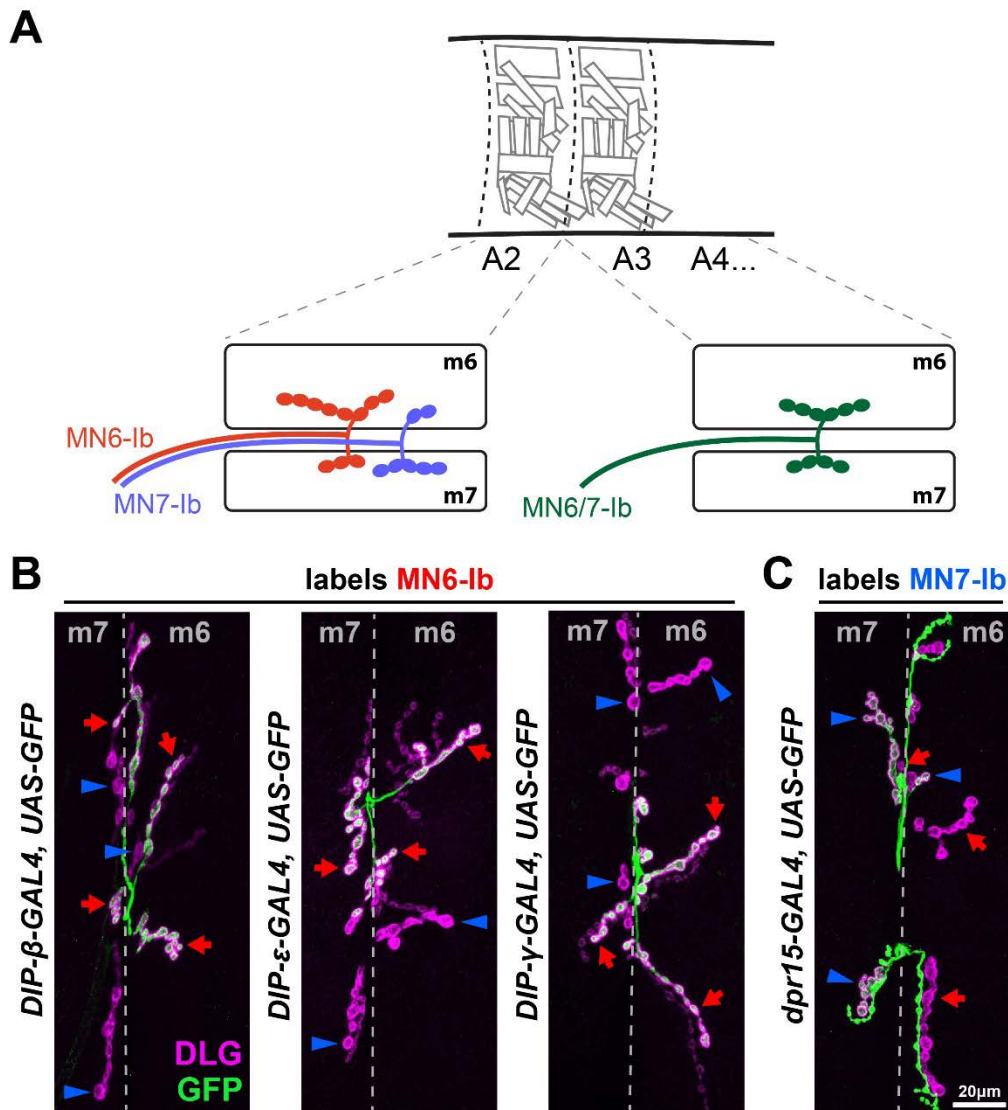 A
A2
A3
A4...
m6
MN6-Ib
MN7-Ib
m7
m6
MN6/7-Ib
m7
B
labels MN6-Ib
C
labels MN7-Ib
DIP-β-GAL4, UAS-GFP
m7
m6
DLG
GFP
DIP-ε-GAL4, UAS-GFP
m7
m6
DIP-γ-GAL4, UAS-GFP
m7
m6
dpr15-GAL4, UAS-GFP
m7
m6
20µm